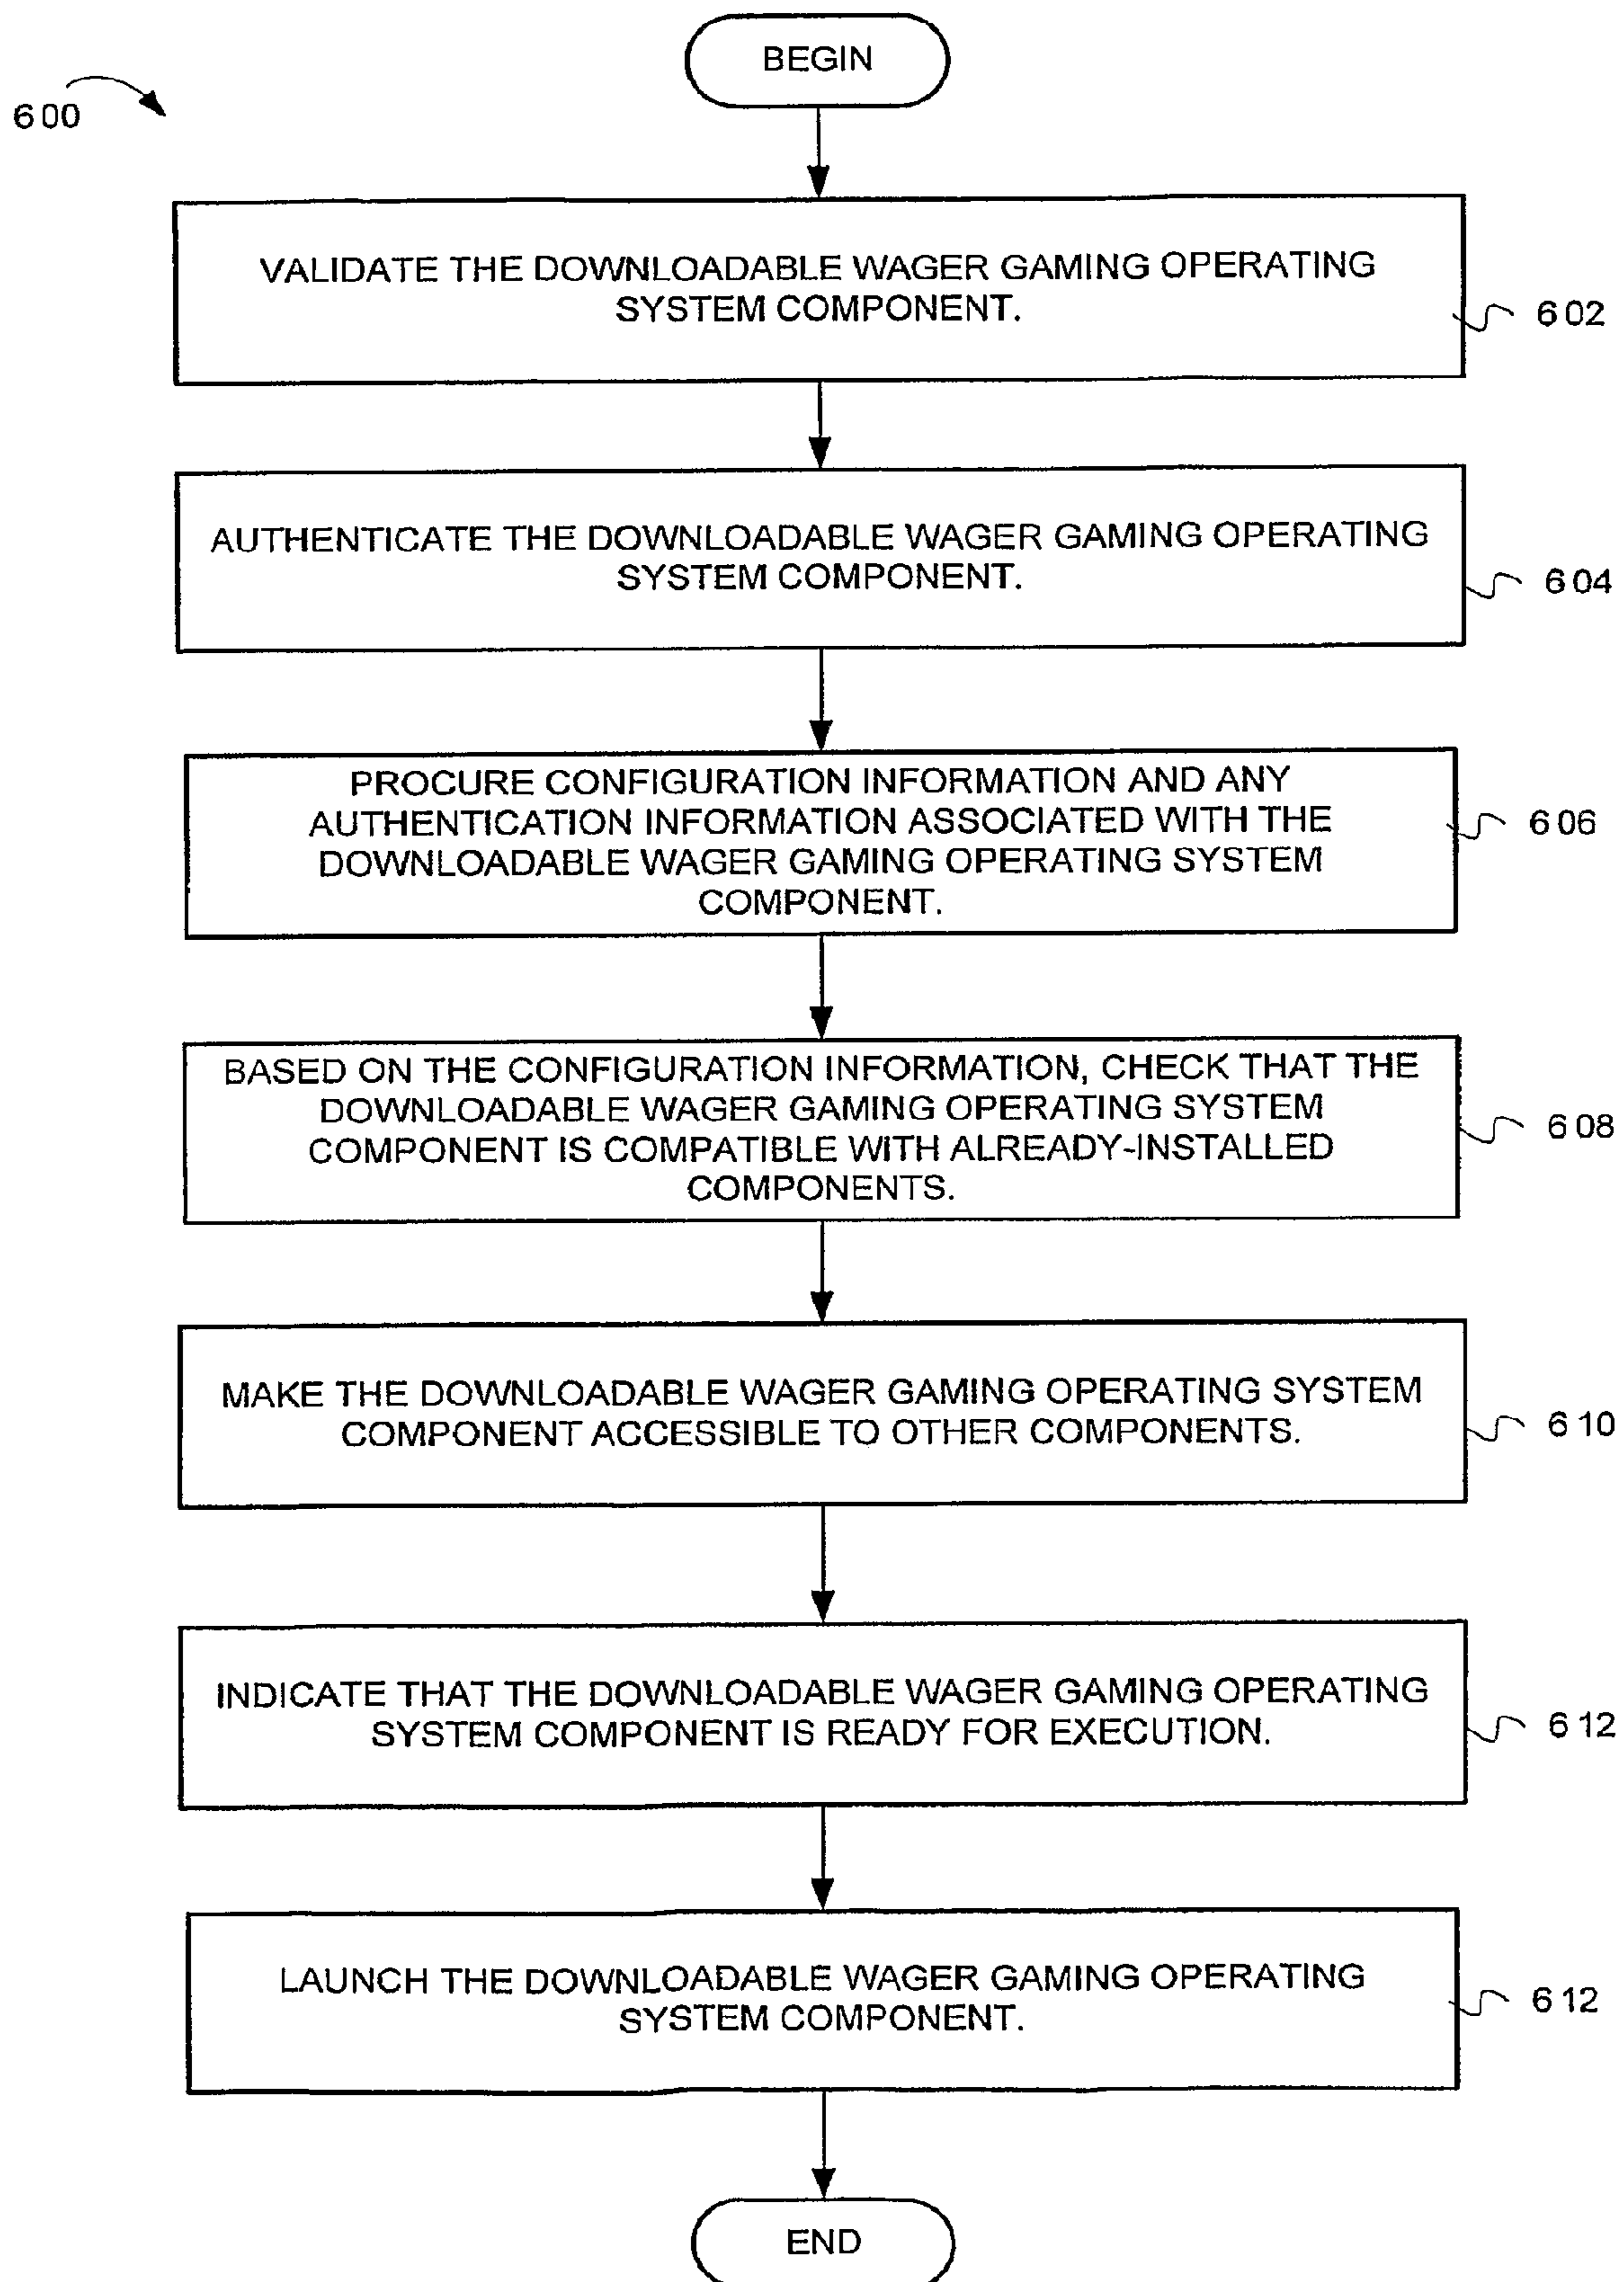 BEGIN
600
VALIDATE THE DOWNLOADABLE WAGER GAMING OPERATING
SYSTEM COMPONENT.
602
AUTHENTICATE THE DOWNLOADABLE WAGER GAMING OPERATING
SYSTEM COMPONENT.
604
PROCURE CONFIGURATION INFORMATION AND ANY
AUTHENTICATION INFORMATION ASSOCIATED WITH THE
DOWNLOADABLE WAGER GAMING OPERATING SYSTEM
COMPONENT.
606
BASED ON THE CONFIGURATION INFORMATION, CHECK THAT THE
DOWNLOADABLE WAGER GAMING OPERATING SYSTEM
COMPONENT IS COMPATIBLE WITH ALREADY-INSTALLED
COMPONENTS.
608
MAKE THE DOWNLOADABLE WAGER GAMING OPERATING SYSTEM
COMPONENT ACCESSIBLE TO OTHER COMPONENTS.
610
INDICATE THAT THE DOWNLOADABLE WAGER GAMING OPERATING
SYSTEM COMPONENT IS READY FOR EXECUTION.
612
LAUNCH THE DOWNLOADABLE WAGER GAMING OPERATING
SYSTEM COMPONENT.
612
END